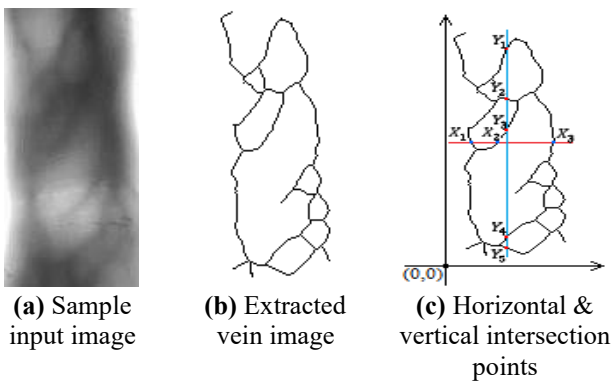 Y₁
Y₂
Y₃
X₁ X₂ X₃
Y₄
Y₅
(0,0)
(a) Sample
input image
(b) Extracted
vein image
(c) Horizontal &
vertical intersection
points